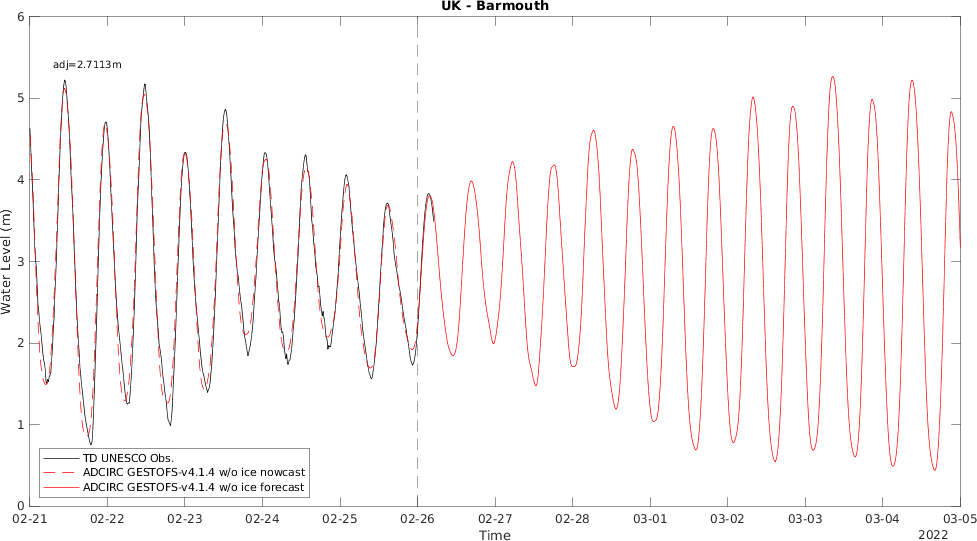 UK - Barmouth
6
adj=2.7113m
5
4
3
2
1
0
Water Level (m)
TD UNESCO Obs.
ADCIRC GESTOFS-v4.1.4 w/o ice nowcast
ADCIRC GESTOFS-v4.1.4 w/o ice forecast
02-21 02-22 02-23 02-24 02-25 02-26 02-27 02-28 03-01 03-02 03-03 03-04 03-05
Time
2022